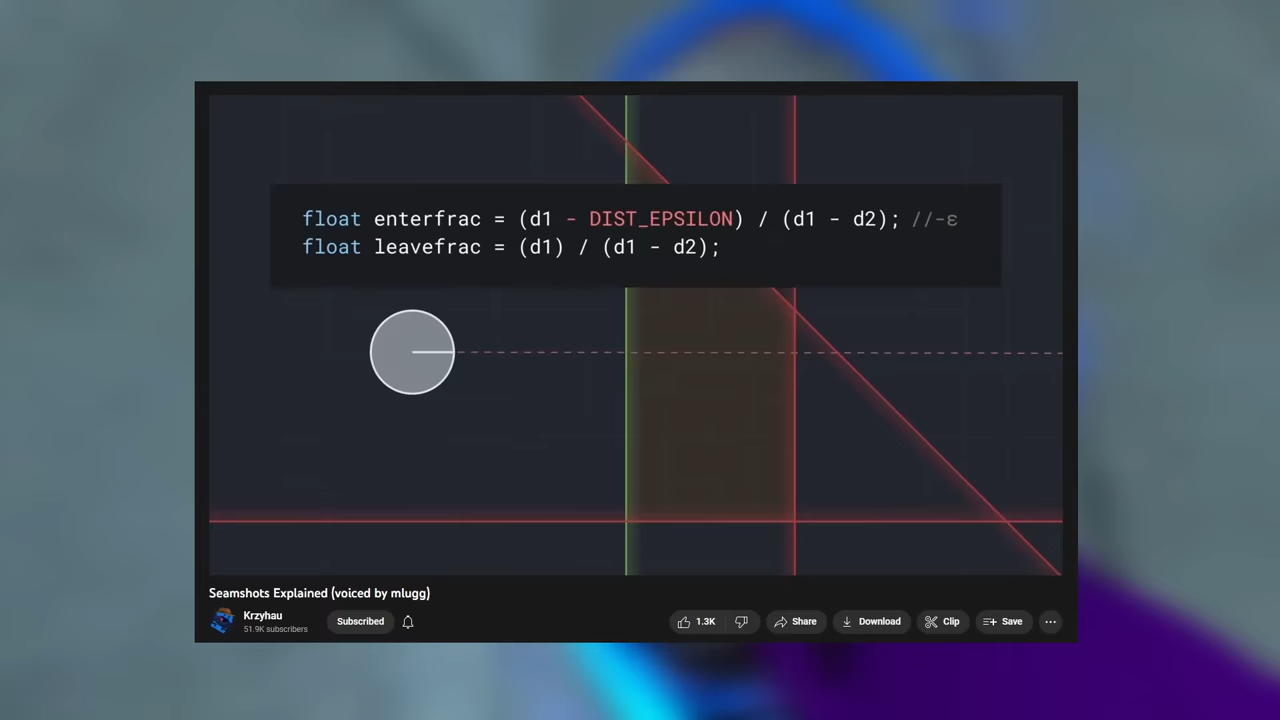 float enterfrac = (d1 - DIST_EPSILON) / (d1 - d2); //-ε
float leavefrac = (d1) / (d1 - d2);
Seamshots Explained (voiced by mlugg)
Krzyhau
51.9K subscribers
Subscribed
1.3K
Share
Download
Clip
Save